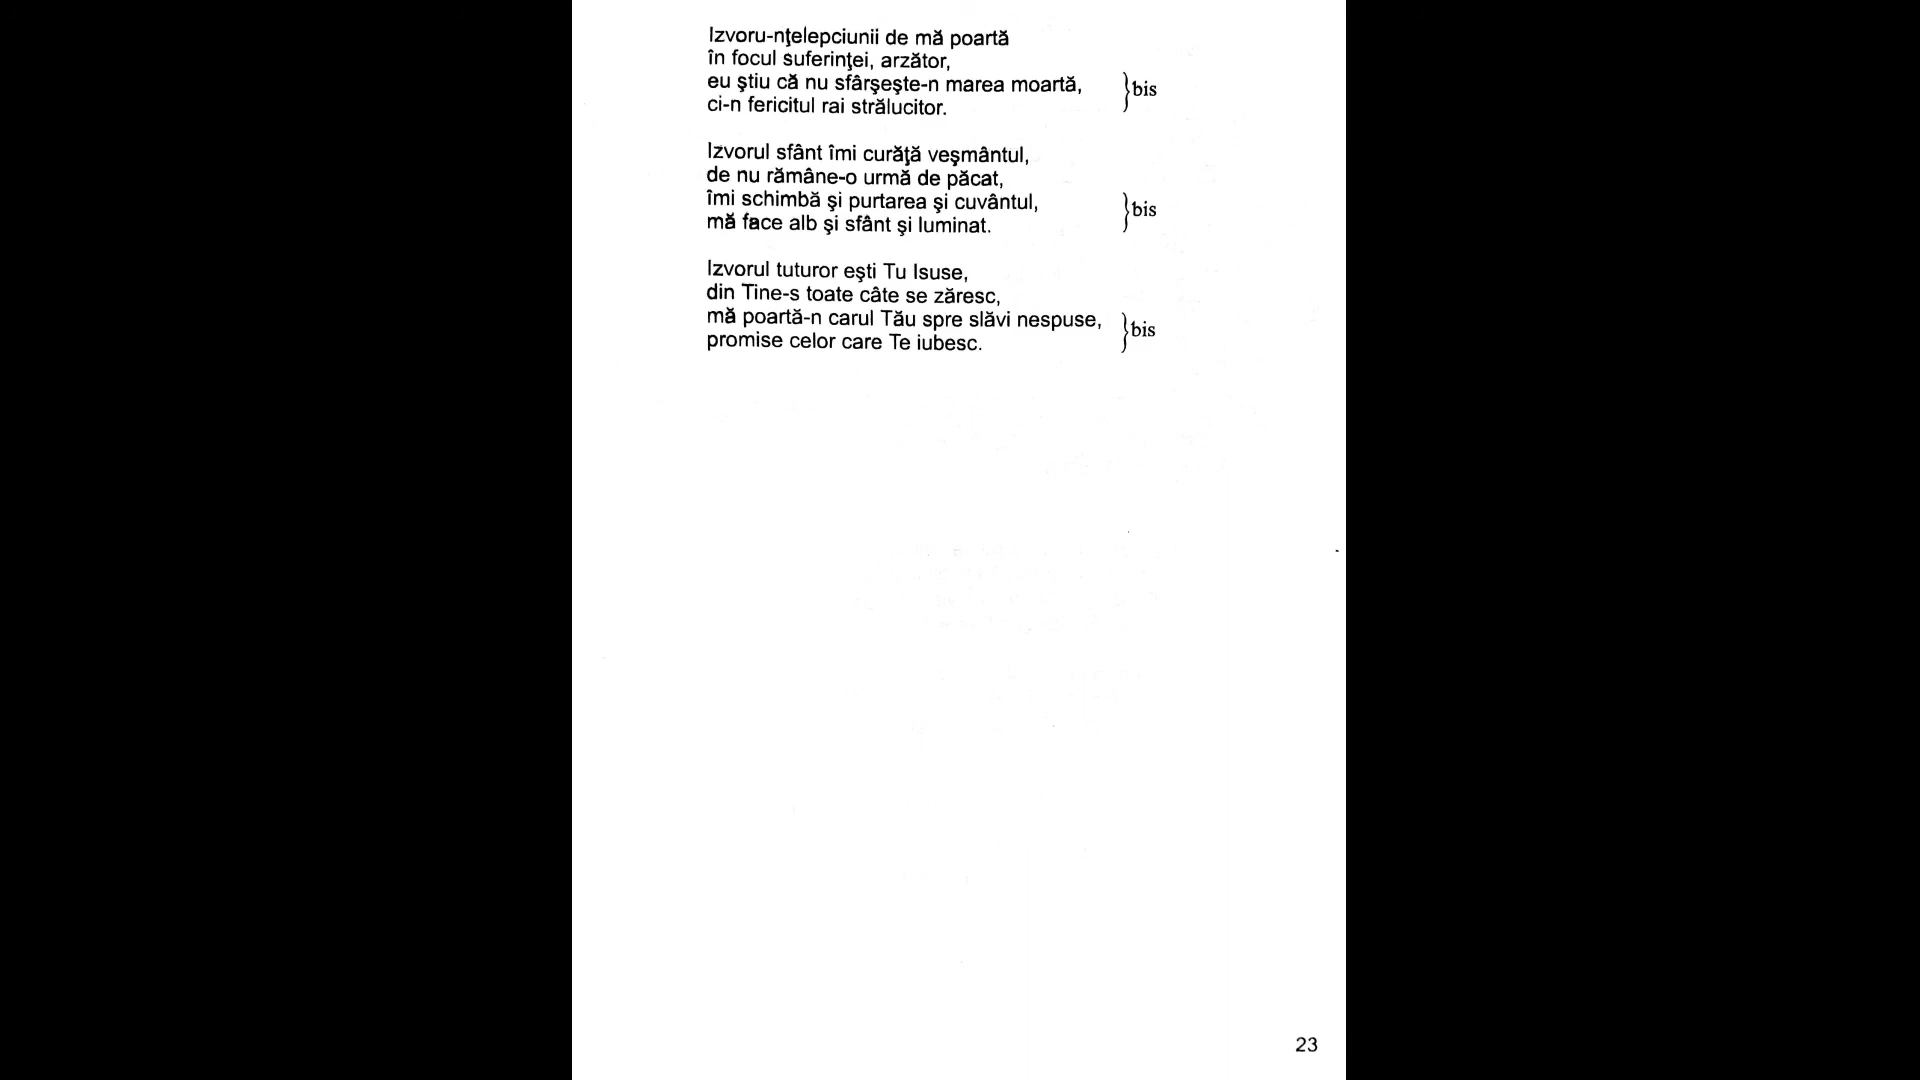 Izvoru-nţelepciunii de mă poartă
în focul suferinţei, arzător,
eu ştiu că nu sfârşeşte-n marea moartă,
ci-n fericitul rai strălucitor.
}bis
Izvorul sfânt îmi curăţă veşmântul,
de nu rămâne-o urmă de păcat,
îmi schimbă şi purtarea şi cuvântul,
mă face alb şi sfânt şi luminat.
}bis
Izvorul tuturor eşti Tu Isuse,
din Tine-s toate câte se zăresc,
mă poartă-n carul Tău spre slăvi nespuse,
promise celor care Te iubesc.
}bis
23